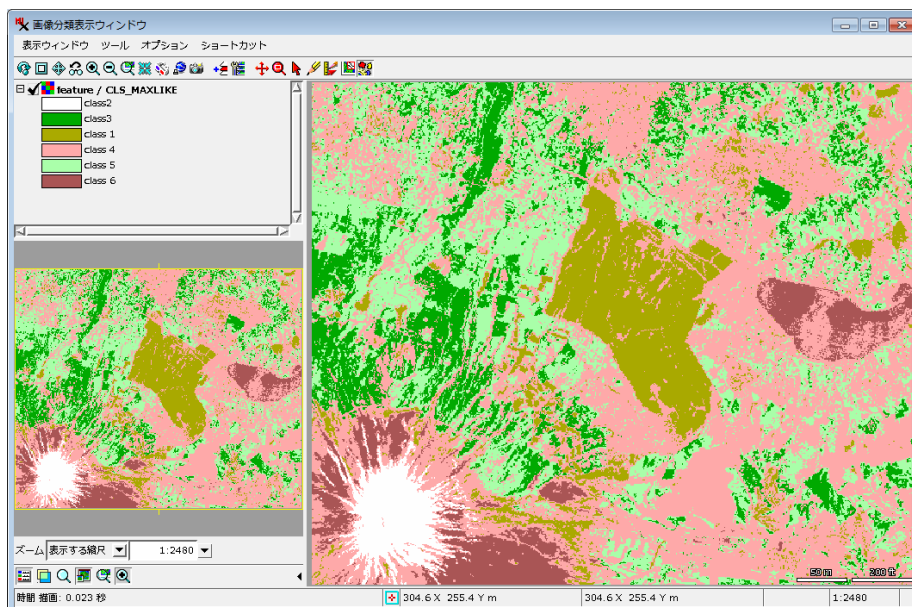 画像分類表示ウィンドウ
表示ウィンドウ ツール オプション ショートカット
feature / CLS_MAXLIKE
class2
class3
class 1
class 4
class 5
class 6
ズーム 表示する縮尺 1:2480
50 m 200 ft
時間 描画: 0.023 秒 304.6 X 255.4 Y m 304.6 X 255.4 Y m 1:2480